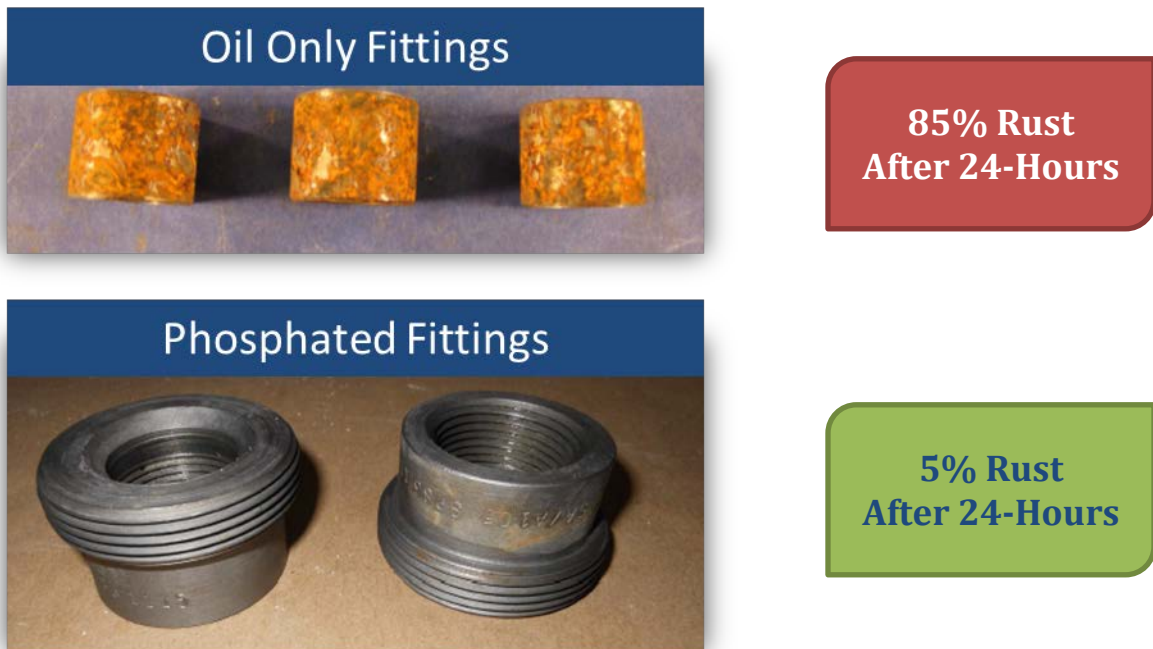 Oil Only Fittings
85% Rust
After 24-Hours
Phosphated Fittings
5% Rust
After 24-Hours